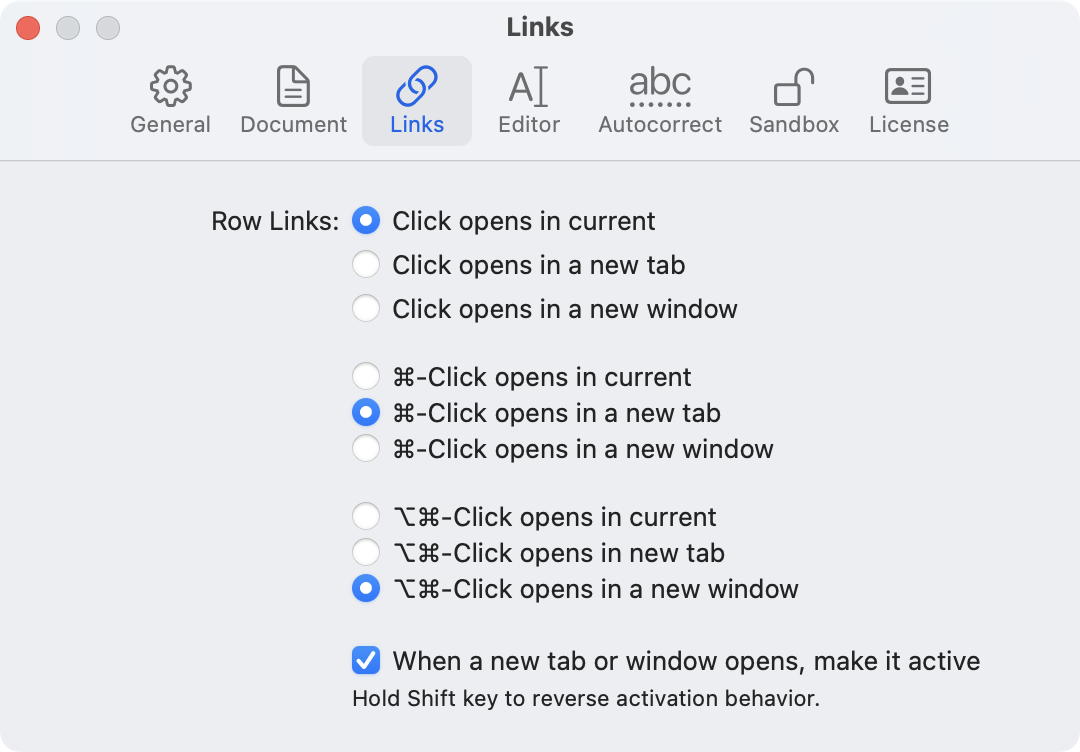 Links
General
Document
Links
Editor
abc
Autocorrect
Sandbox
License
Row Links: Click opens in current
Click opens in a new tab
Click opens in a new window
⌘-Click opens in current
⌘-Click opens in a new tab
⌘-Click opens in a new window
⌥⌘-Click opens in current
⌥⌘-Click opens in new tab
⌥⌘-Click opens in a new window
When a new tab or window opens, make it active
Hold Shift key to reverse activation behavior.